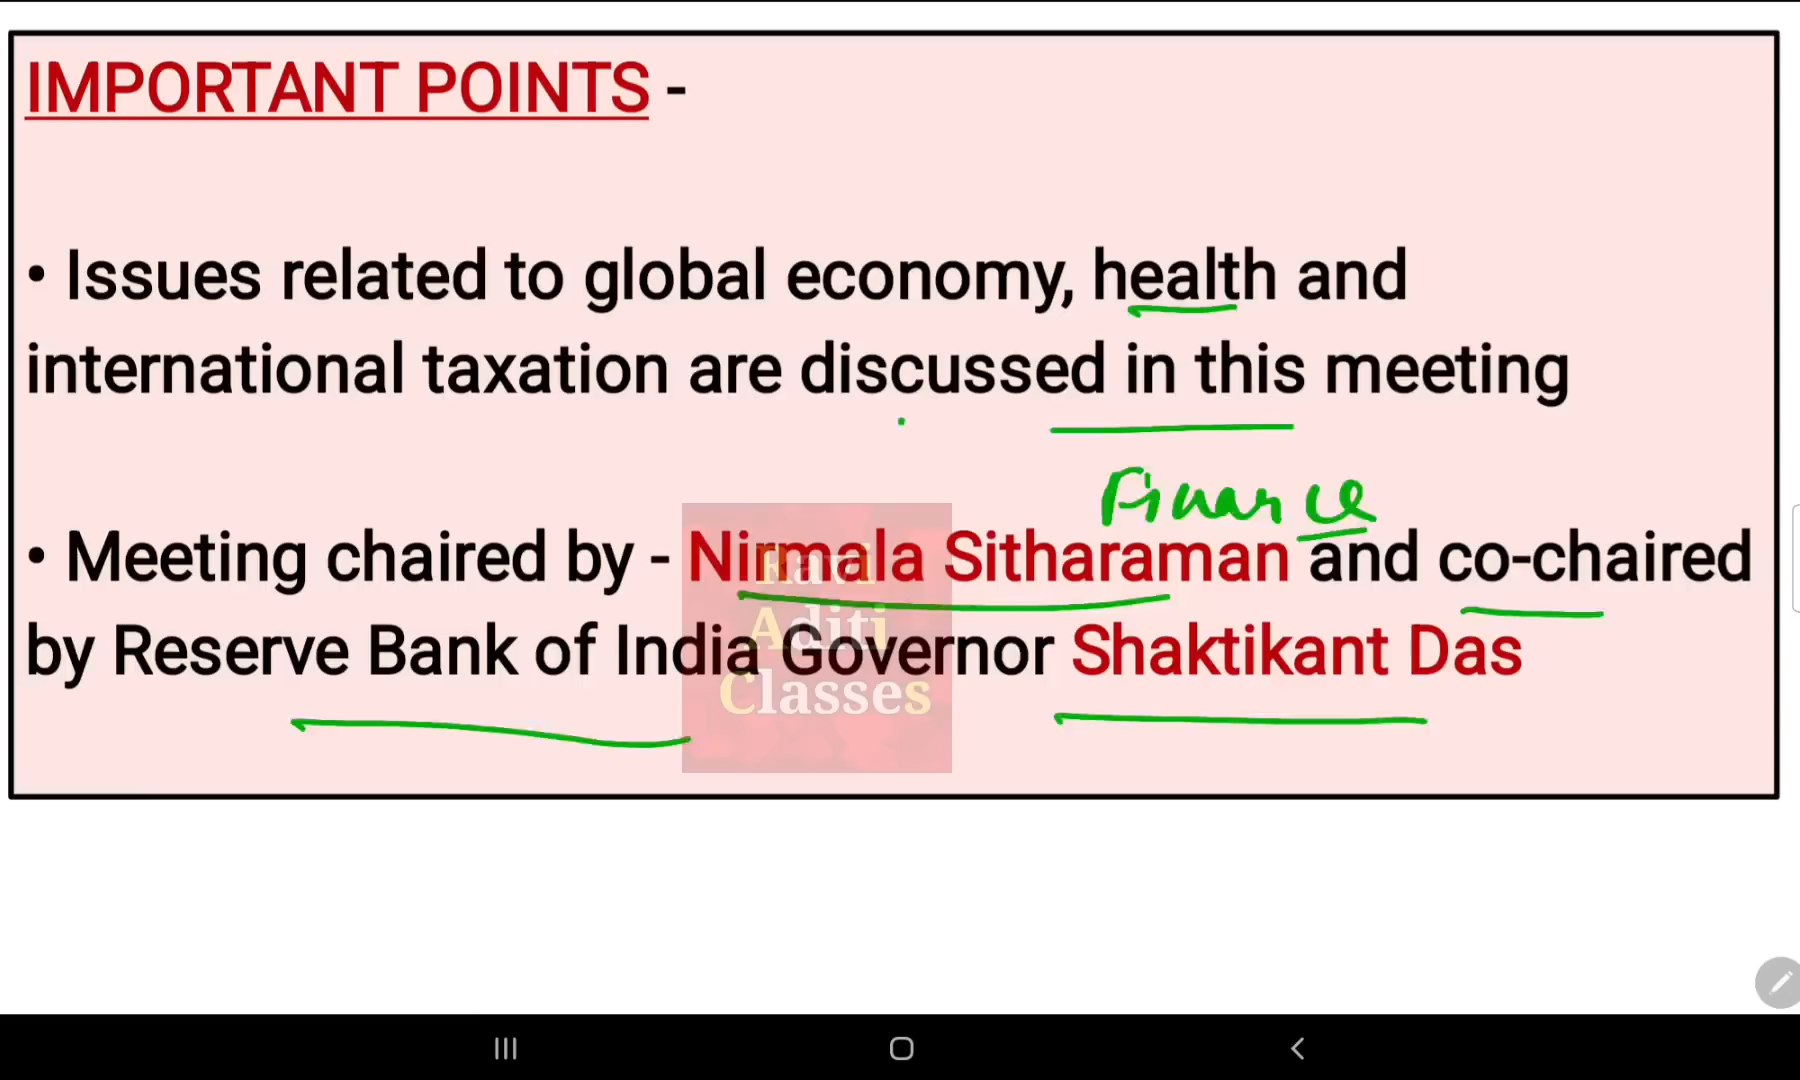 IMPORTANT POINTS -
• Issues related to global economy, health and
international taxation are discussed in this meeting
Finance
• Meeting chaired by - Nirmala Sitharaman and co-chaired
by Reserve Bank of India Governor Shaktikant Das
Ravi
Aditi
Classes